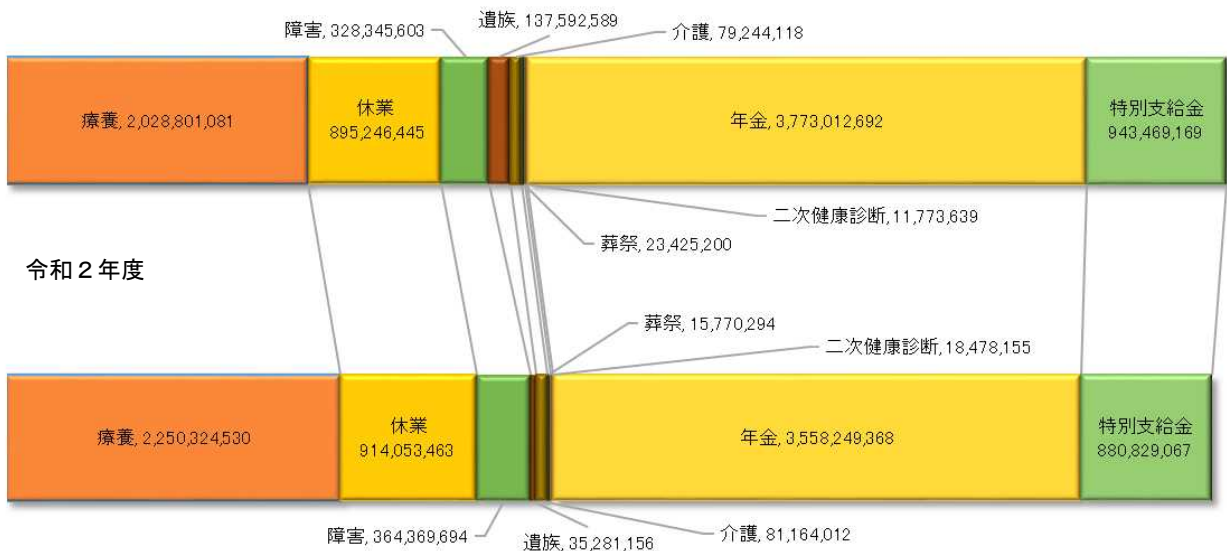 障害, 328,345,603
遺族, 137,592,589
介護, 79,244,118
療養, 2,028,801,081
休業
895,246,445
年金, 3,773,012,692
特別支給金
943,469,169
二次健康診断, 11,773,639
葬祭, 23,425,200
令和２年度
葬祭, 15,770,294
二次健康診断, 18,478,155
療養, 2,250,324,530
休業
914,053,463
年金, 3,558,249,368
特別支給金
880,829,067
障害, 364,369,694
遺族, 35,281,156
介護, 81,164,012